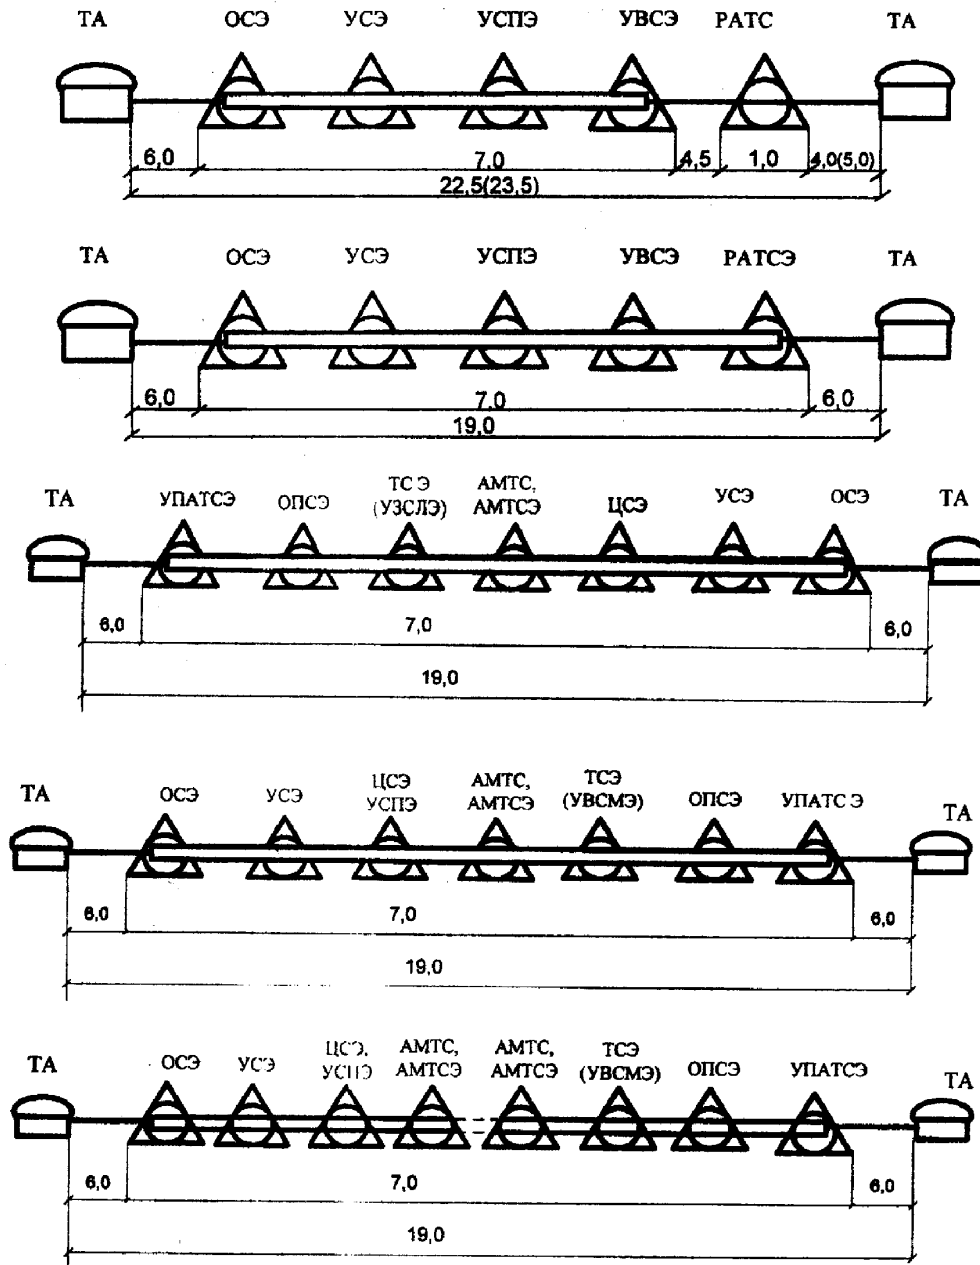 ТА ОСЭ УСЭ УСПЭ УВСЭ РАТС ТА
6,0 7,0 4,5 1,0 4,0(5,0)
22,5(23,5)
ТА ОСЭ УСЭ УСПЭ УВСЭ РАТСЭ ТА
6,0 7,0 6,0
19,0
ТА УПАТСЭ ОПСЭ ТС Э (УЗСЛЭ) АМТС, АМТСЭ ЦСЭ УСЭ ОСЭ ТА
6,0 7,0 6,0
19,0
ТА ОСЭ УСЭ ЦСЭ УСПЭ АМТС, АМТСЭ ТСЭ (УВСМЭ) ОПСЭ УПАТС Э ТА
6,0 7,0 6,0
19,0
ТА ОСЭ УСЭ ЦСЭ, УСПЭ АМТС, АМТСЭ АМТС, АМТСЭ ТСЭ (УВСМЭ) ОПСЭ УПАТСЭ ТА
6,0 7,0 6,0
19,0